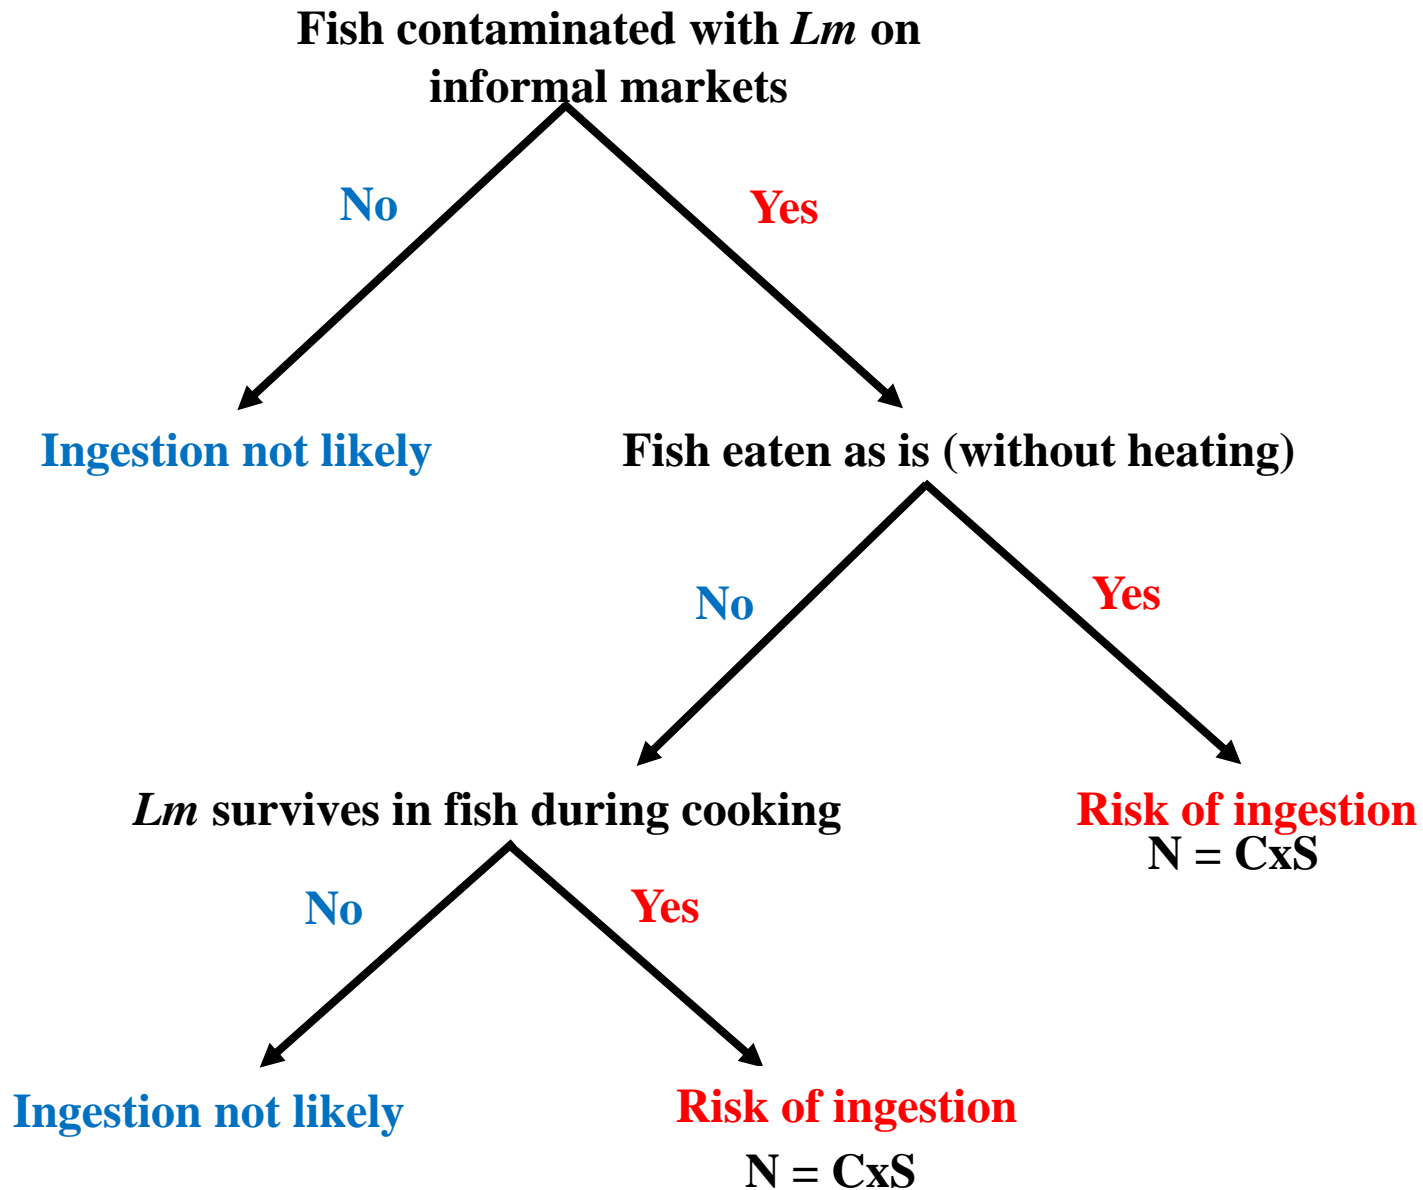 Fish contaminated with Lm on
informal markets
No
Yes
Ingestion not likely
Fish eaten as is (without heating)
No
Yes
Lm survives in fish during cooking
Risk of ingestion
N = CxS
No
Yes
Ingestion not likely
Risk of ingestion
N = CxS